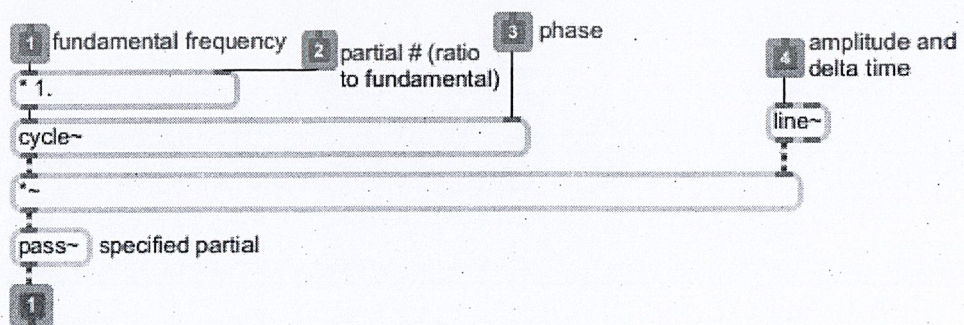 1 fundamental frequency
2 partial # (ratio
to fundamental)
3 phase
4 amplitude and
delta time
* 1.
cycle~
line~
*~
pass~ specified partial
1